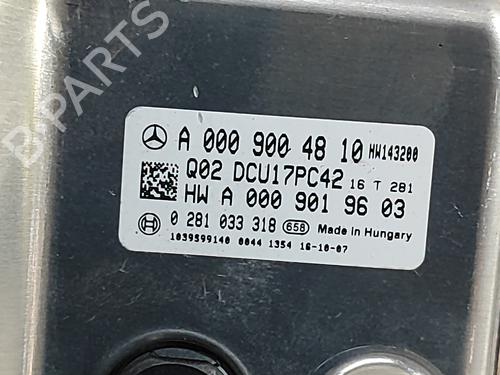 A 000 900 48 10 HW143200
Q02 DCU17PC42 16 T 281
HW A 000 901 96 03
0 281 033 318 658 Made in Hungary
1039S99140 0044 1354 16-10-07
B-PARTS